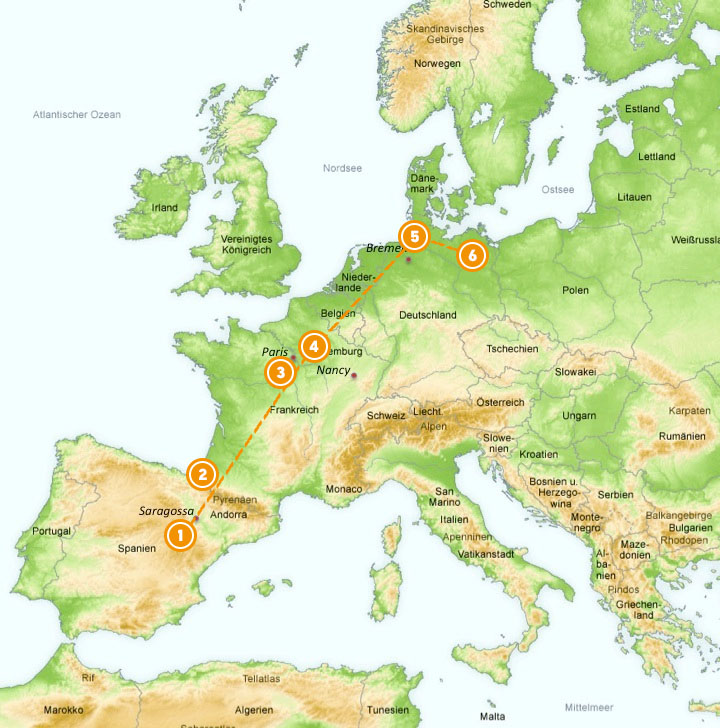 Schweden
Skandinavisches
Gebirge
Norwegen
Atlantischer Ozean
Estland
Lettland
Nordsee
Däne-
mark
Ostsee
Litauen
Irland
Vereinigtes
Königreich
5
Bremen
6
Weißrussla
Nieder-
lande
Polen
Belgien
Deutschland
4
Paris
emburg
Tschechien
3
Nancy
Slowakei
Frankreich
Schweiz
Liecht.
Österreich
Alpen
Ungarn
Karpaten
Rumänien
Slowe-
nien
Kroatien
2
Monaco
San
Marino
Bosnien u.
Herzego-
wina
Serbien
Pyrenäen
Andorra
Saragossa
Italien
Monte-
negro
Balkangebirge
Bulgarien
Rhodopen
Portugal
1
Spanien
Apenninen
Vatikanstadt
Al-
ba-
nien
Maze-
donien
Pindos
Griechen-
land
Rif
Tellatlas
Marokko
Algerien
Tunesien
Malta
Mittelmeer